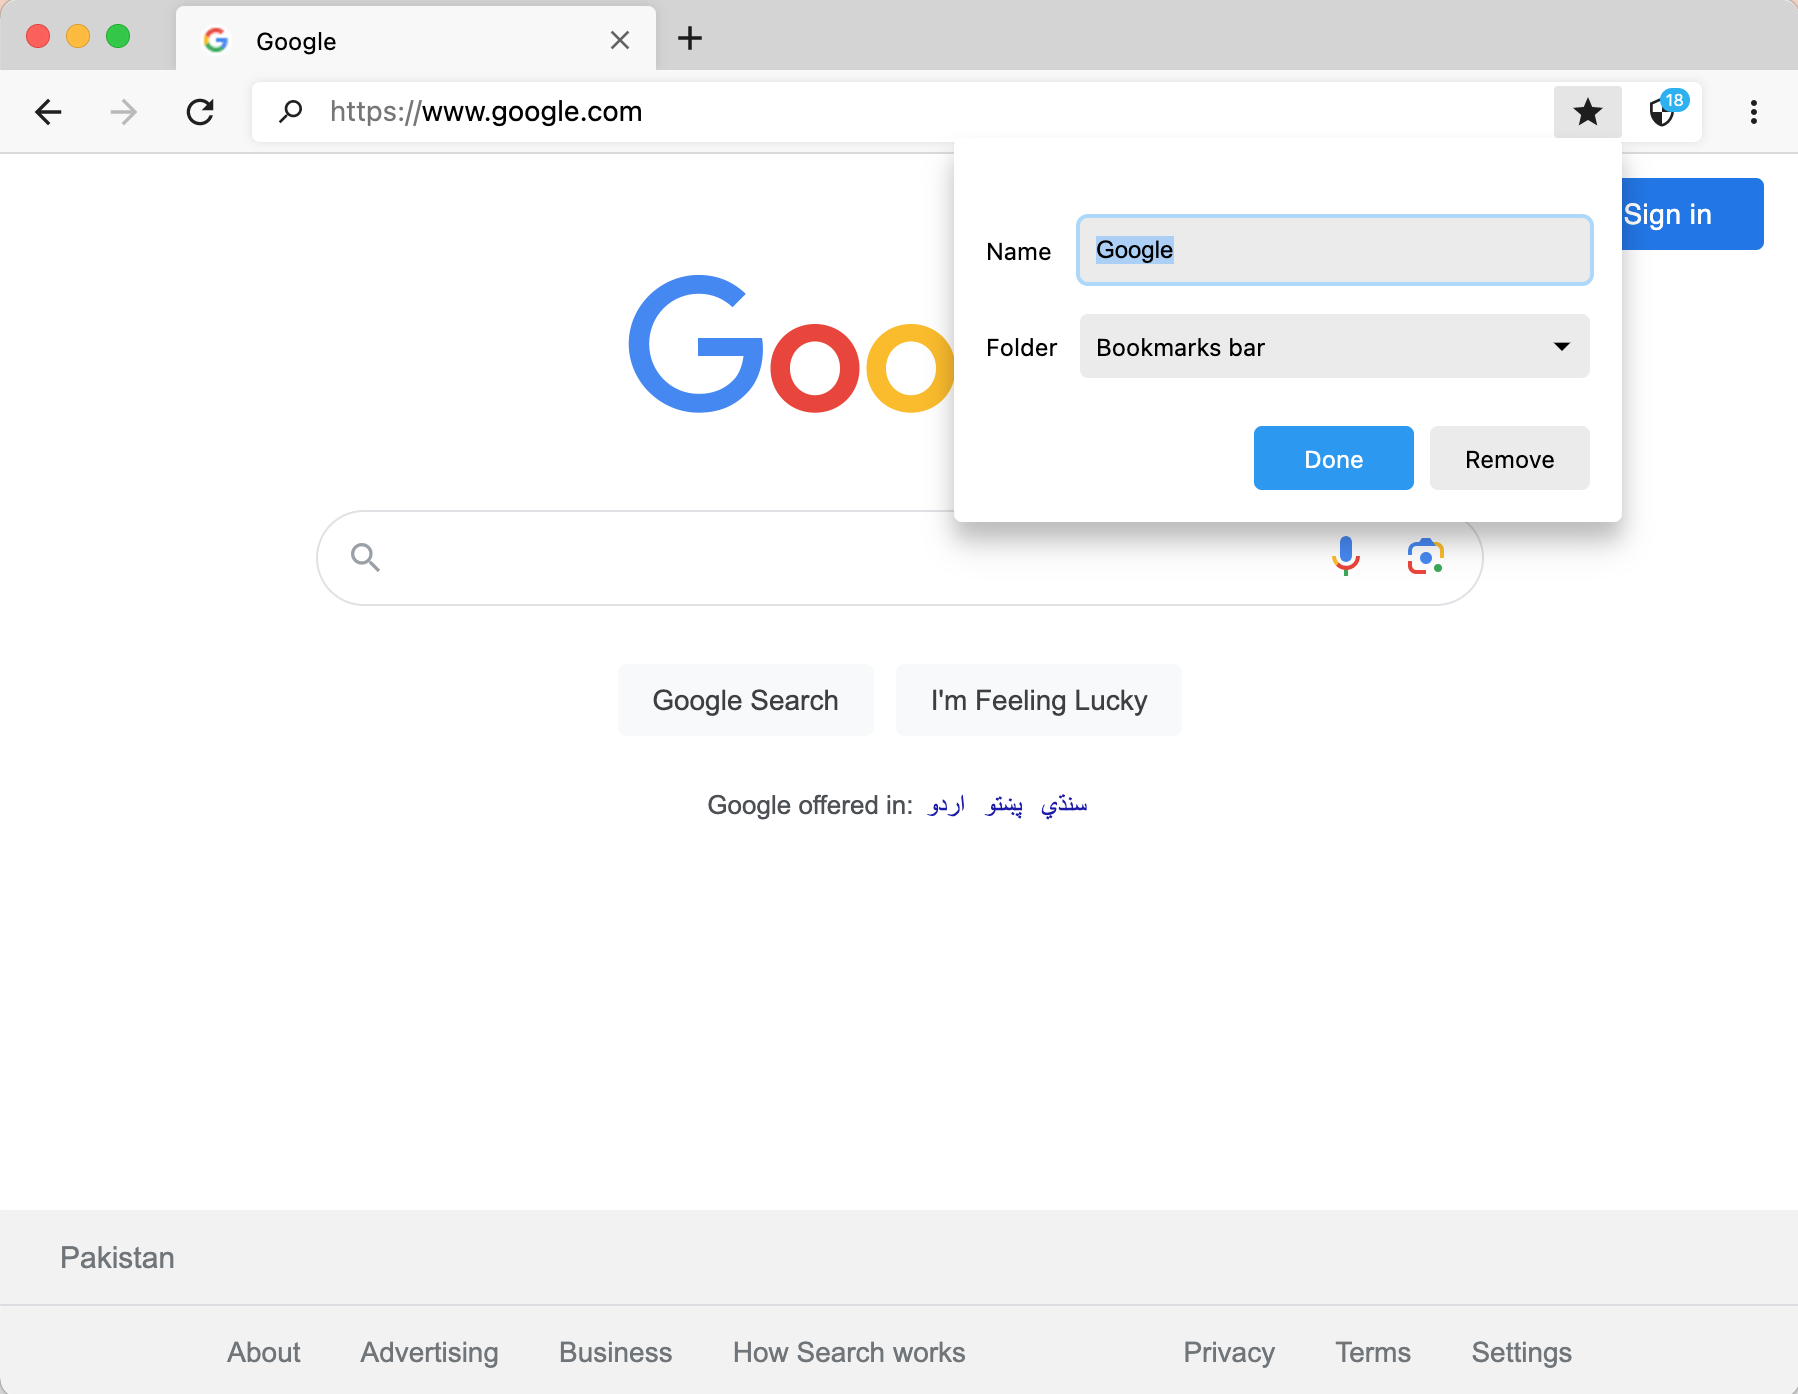 Google
https://www.google.com
18
Sign in
Name Google
Folder Bookmarks bar
Done Remove
Goo
Google Search I'm Feeling Lucky
Google offered in: اردو پښتو سنڌي
Pakistan
About Advertising Business How Search works Privacy Terms Settings